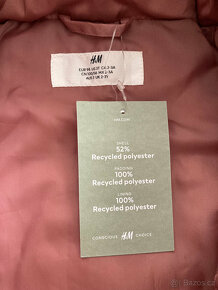 H&M
SHELL
52%
Recycled polyester
PADDING
100%
Recycled polyester
LINING
100%
Recycled polyester
CONSCIOUS H&M CHOICE